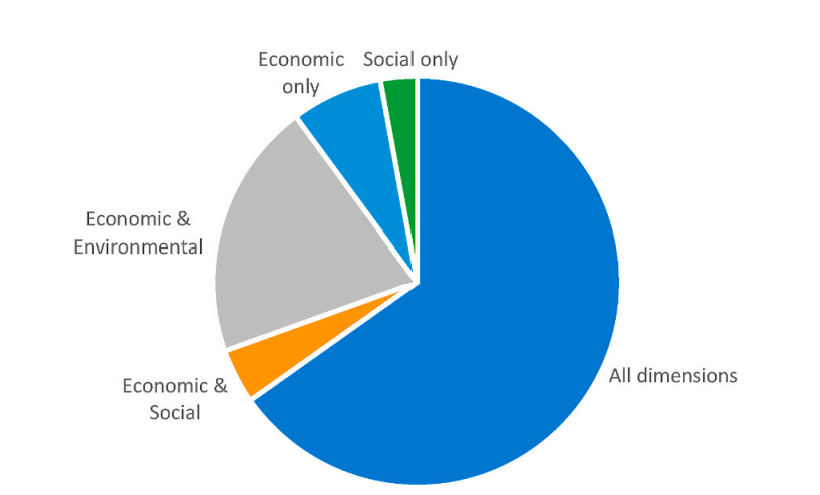 Economic
only
Social only
Economic &
Environmental
All dimensions
Economic &
Social